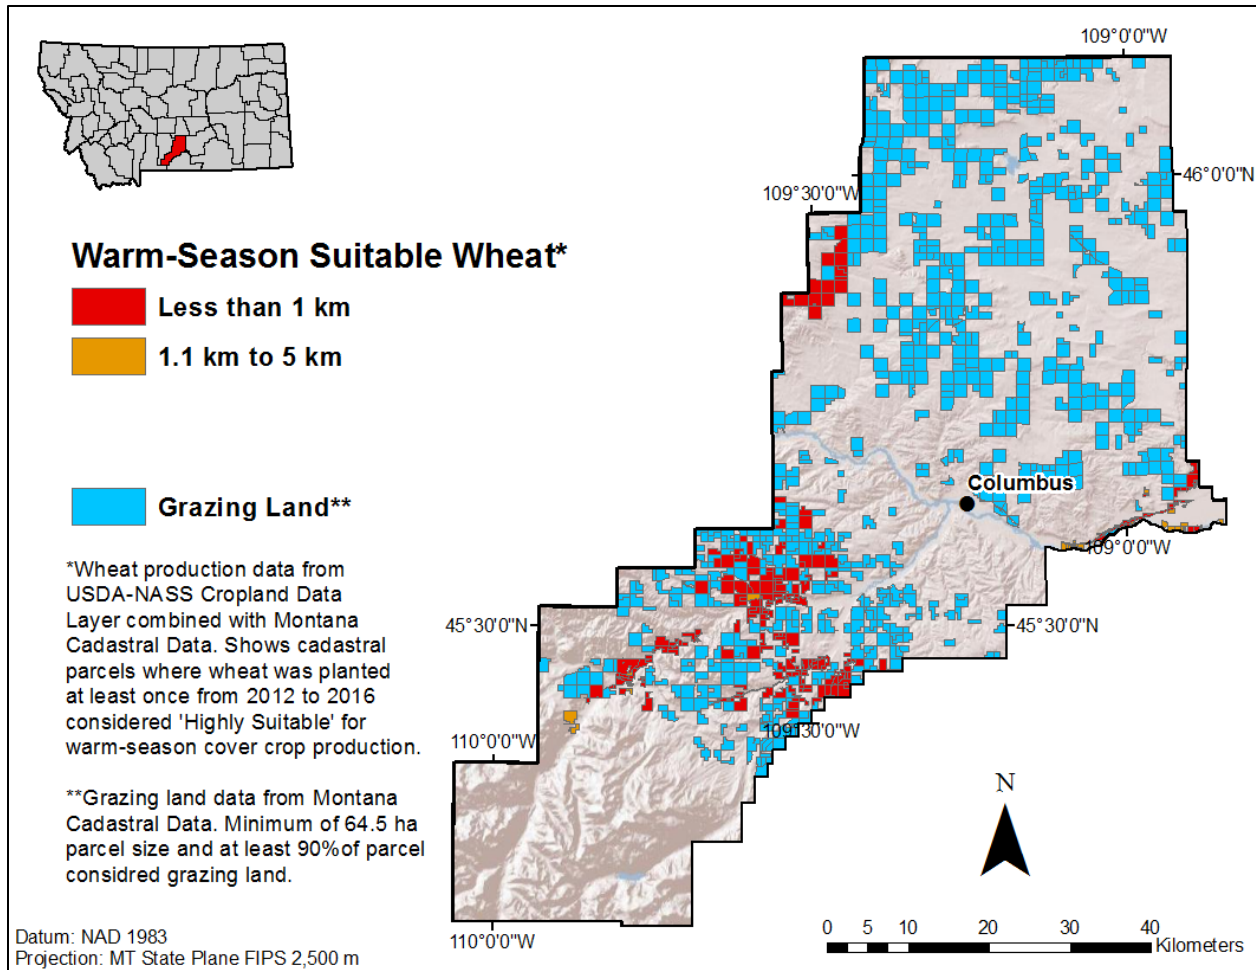 109°0'0"W
46°0'0"N
109°30'0"W
Warm-Season Suitable Wheat*
Less than 1 km
1.1 km to 5 km
Grazing Land**
Columbus
109°0'0"W
*Wheat production data from
USDA-NASS Cropland Data
Layer combined with Montana
Cadastral Data. Shows cadastral
parcels where wheat was planted
at least once from 2012 to 2016
considered 'Highly Suitable' for
warm-season cover crop production.
45°30'0"N
45°30'0"N
109°30'0"W
110°0'0"W
**Grazing land data from Montana
Cadastral Data. Minimum of 64.5 ha
parcel size and at least 90%of parcel
considred grazing land.
N
110°0'0"W
0 5 10 20 30 40
Kilometers
Datum: NAD 1983
Projection: MT State Plane FIPS 2,500 m